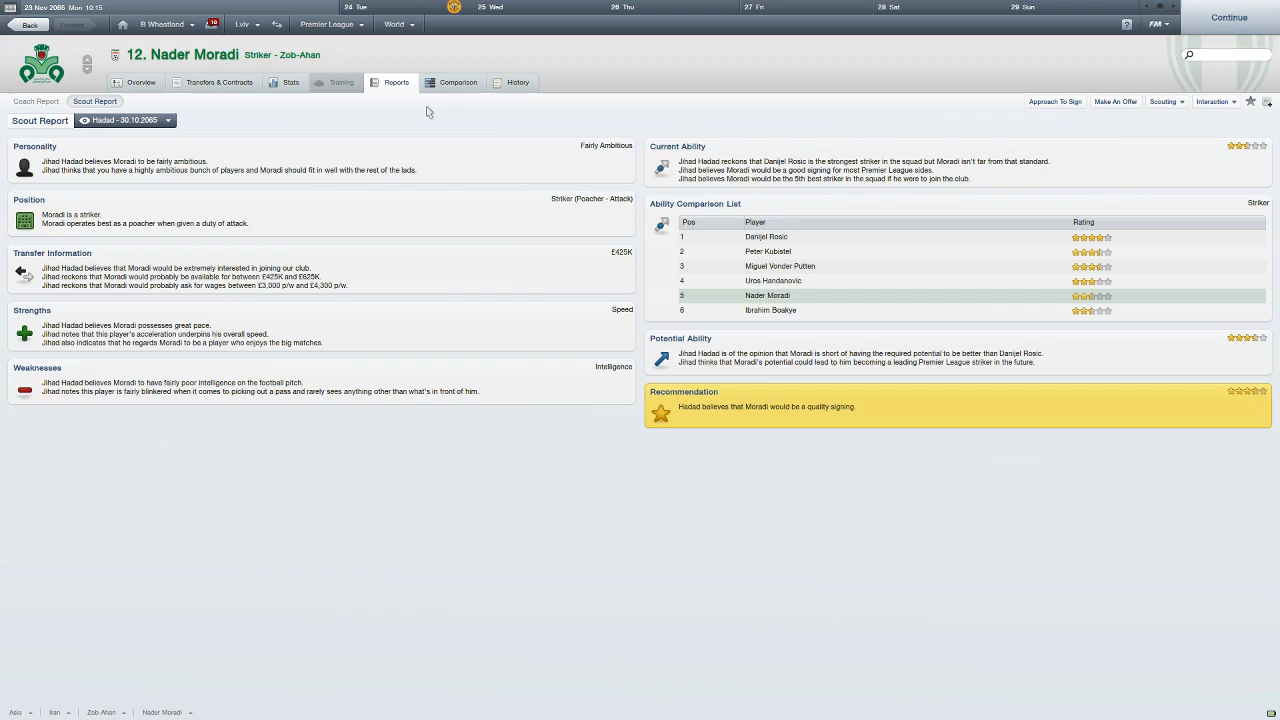 23 Nov 2065 Mon 10:15
24 Tue
25 Wed
26 Thu
27 Fri
28 Sat
29 Sun
Back
Forward
B Wheatland
10
Lviv
Premier League
World
?
FM
Continue
12. Nader Moradi Striker - Zob-Ahan
Overview
Transfers & Contracts
Stats
Training
Reports
Comparison
History
Coach Report
Scout Report
Approach To Sign
Make An Offer
Scouting
Interaction
Scout Report
Hadad - 30.10.2065
Personality
Fairly Ambitious
Jihad Hadad believes Moradi to be fairly ambitious.
Jihad thinks that you have a highly ambitious bunch of players and Moradi should fit in well with the rest of the lads.
Position
Striker (Poacher - Attack)
Moradi is a striker.
Moradi operates best as a poacher when given a duty of attack.
Transfer Information
£425K
Jihad Hadad believes that Moradi would be extremely interested in joining our club.
Jihad reckons that Moradi would probably be available for between £425K and £625K.
Jihad reckons that Moradi would probably ask for wages between £3,000 p/w and £4,300 p/w.
Strengths
Speed
Jihad Hadad believes Moradi possesses great pace.
Jihad notes that this player's acceleration underpins his overall speed.
Jihad also indicates that he regards Moradi to be a player who enjoys the big matches.
Weaknesses
Intelligence
Jihad Hadad believes Moradi to have fairly poor intelligence on the football pitch.
Jihad notes this player is fairly blinkered when it comes to picking out a pass and rarely sees anything other than what's in front of him.
Current Ability
Jihad Hadad reckons that Danijel Rosic is the strongest striker in the squad but Moradi isn't far from that standard.
Jihad believes Moradi would be a good signing for most Premier League sides.
Jihad believes Moradi would be the 5th best striker in the squad if he were to join the club.
Ability Comparison List
Striker
Pos Player Rating
1 Danijel Rosic
2 Peter Kubistel
3 Miguel Vonder Putten
4 Uros Handanovic
5 Nader Moradi
6 Ibrahim Boakye
Potential Ability
Jihad Hadad is of the opinion that Moradi is short of having the required potential to be better than Danijel Rosic.
Jihad thinks that Moradi's potential could lead to him becoming a leading Premier League striker in the future.
Recommendation
Hadad believes that Moradi would be a quality signing.
Asia
Iran
Zob-Ahan
Nader Moradi